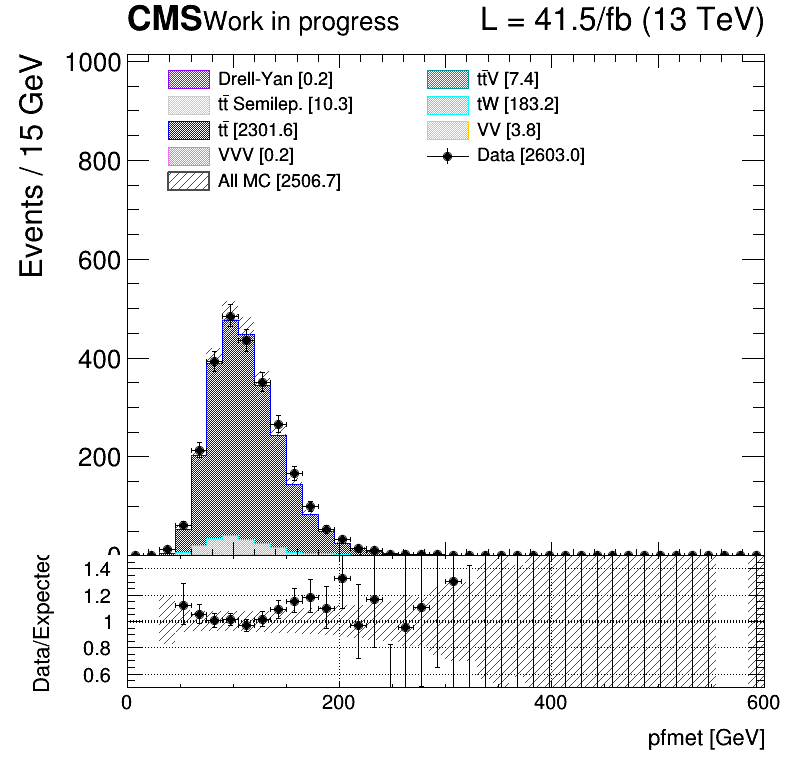 CMS Work in progress L = 41.5/fb (13 TeV)
Events / 15 GeV
1000
800
600
400
200
0
Drell-Yan [0.2]
tt̄ Semilep. [10.3]
tt̄ [2301.6]
VVV [0.2]
All MC [2506.7]
tt̄V [7.4]
tW [183.2]
VV [3.8]
Data [2603.0]
Data/Expected
1.4
1.2
1
0.8
0.6
0 200 400 600
pfmet [GeV]